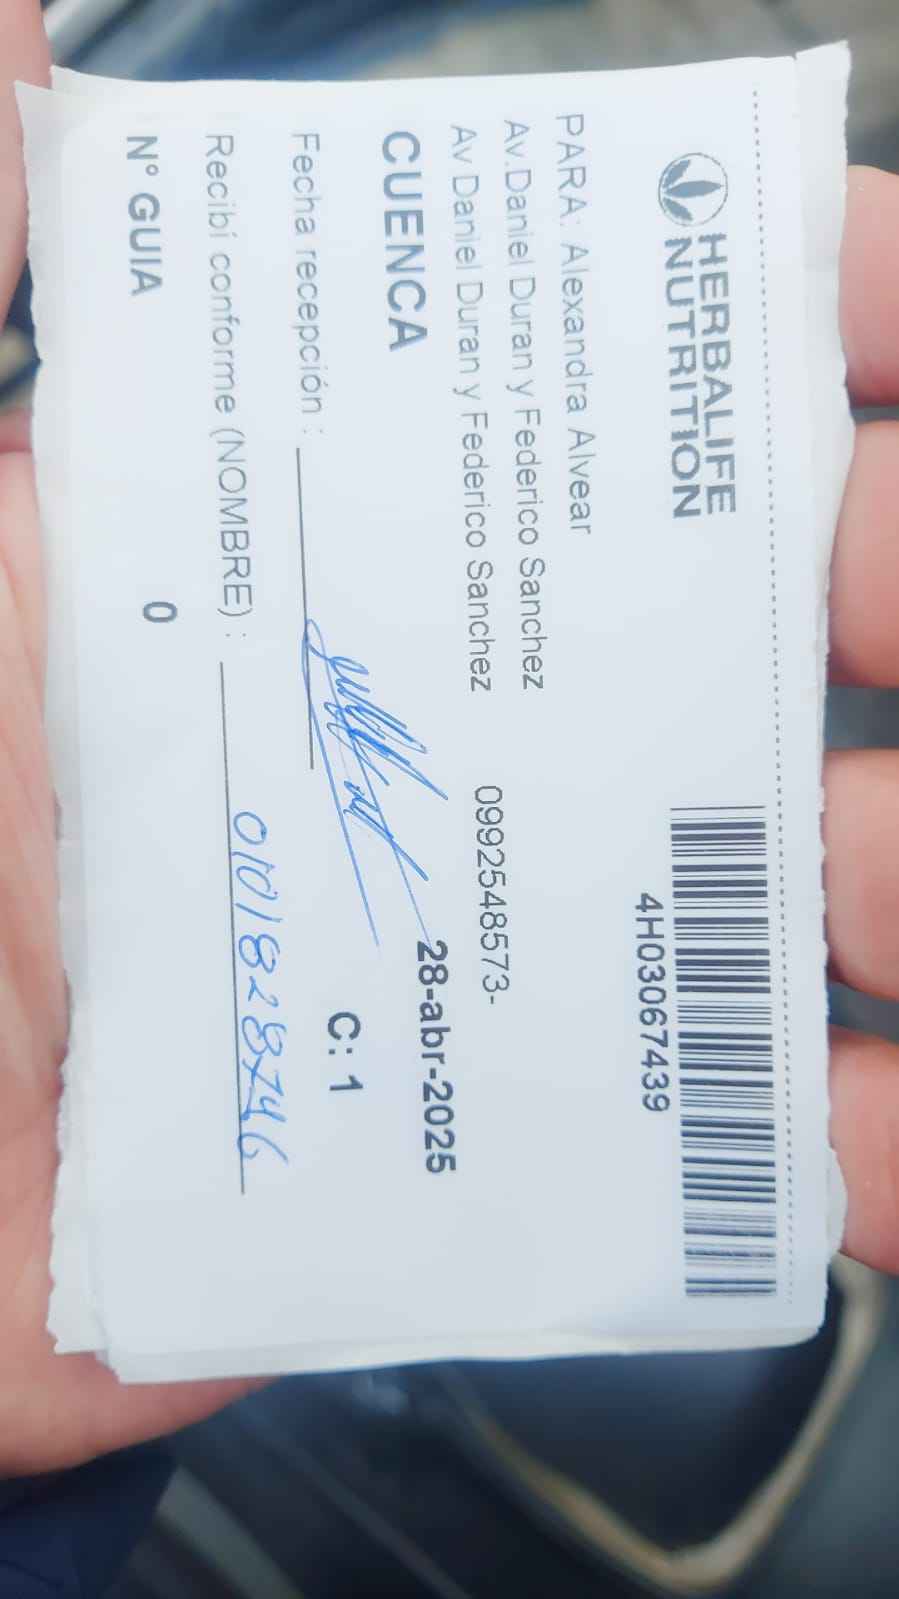 HERBALIFE
NUTRITION
4H03067439
PARA: Alexandra Alvear
Av.Daniel Duran y Federico Sanchez
Av Daniel Duran y Federico Sanchez 0992548573-
CUENCA 28-abr-2025
Fecha recepción :
C: 1
Recibí conforme (NOMBRE) : 0101828746
N° GUIA 0